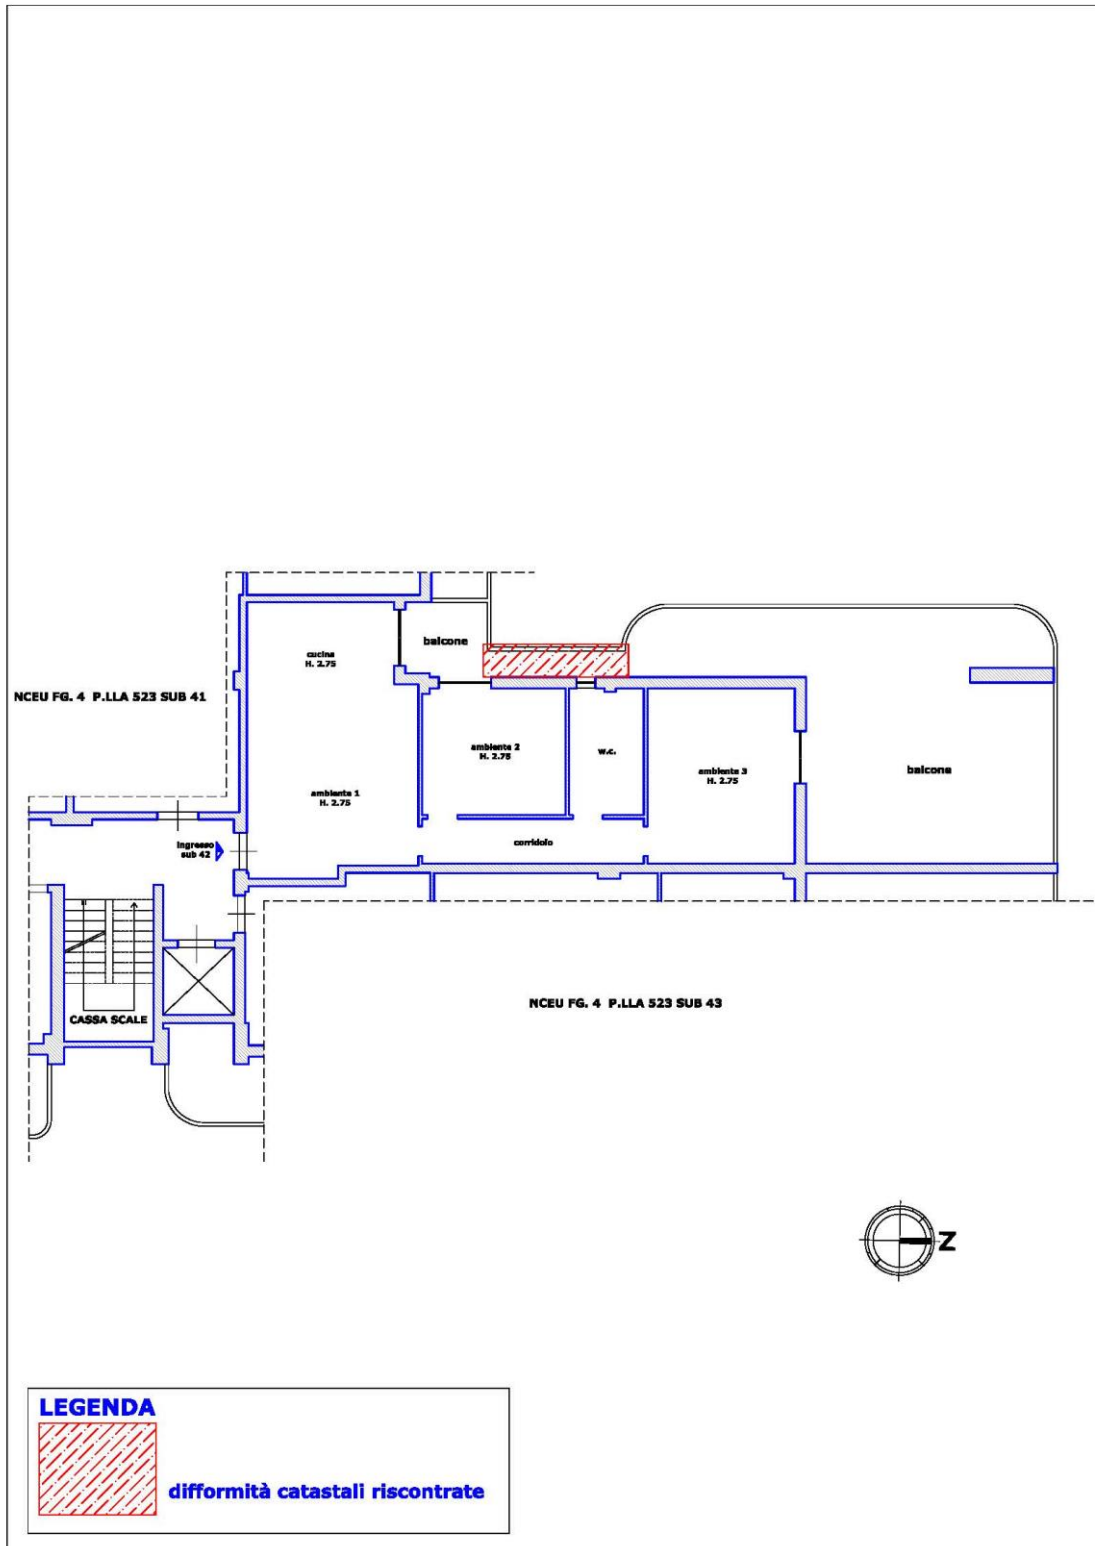 cucina
H. 2.75
balcone
NCEU FG. 4 P.LLA 523 SUB 41
ambiente 2
H. 2.75
w.c.
ambiente 3
H. 2.75
balcone
ambiente 1
H. 2.75
ingresso
sub 42
corridoio
NCEU FG. 4 P.LLA 523 SUB 43
CASSA SCALE
Z
LEGENDA
difformità catastali riscontrate